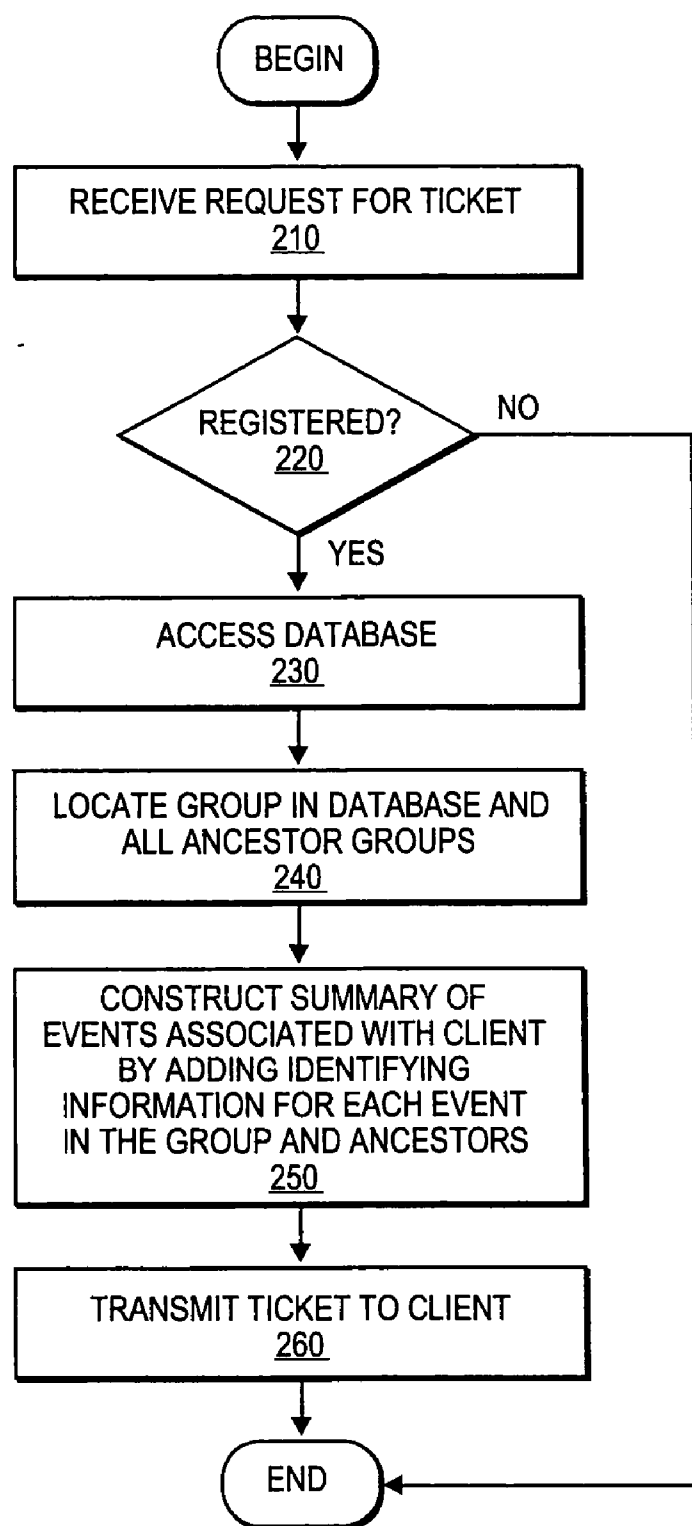 BEGIN
RECEIVE REQUEST FOR TICKET
210
REGISTERED?
220
NO
YES
ACCESS DATABASE
230
LOCATE GROUP IN DATABASE AND
ALL ANCESTOR GROUPS
240
CONSTRUCT SUMMARY OF
EVENTS ASSOCIATED WITH CLIENT
BY ADDING IDENTIFYING
INFORMATION FOR EACH EVENT
IN THE GROUP AND ANCESTORS
250
TRANSMIT TICKET TO CLIENT
260
END